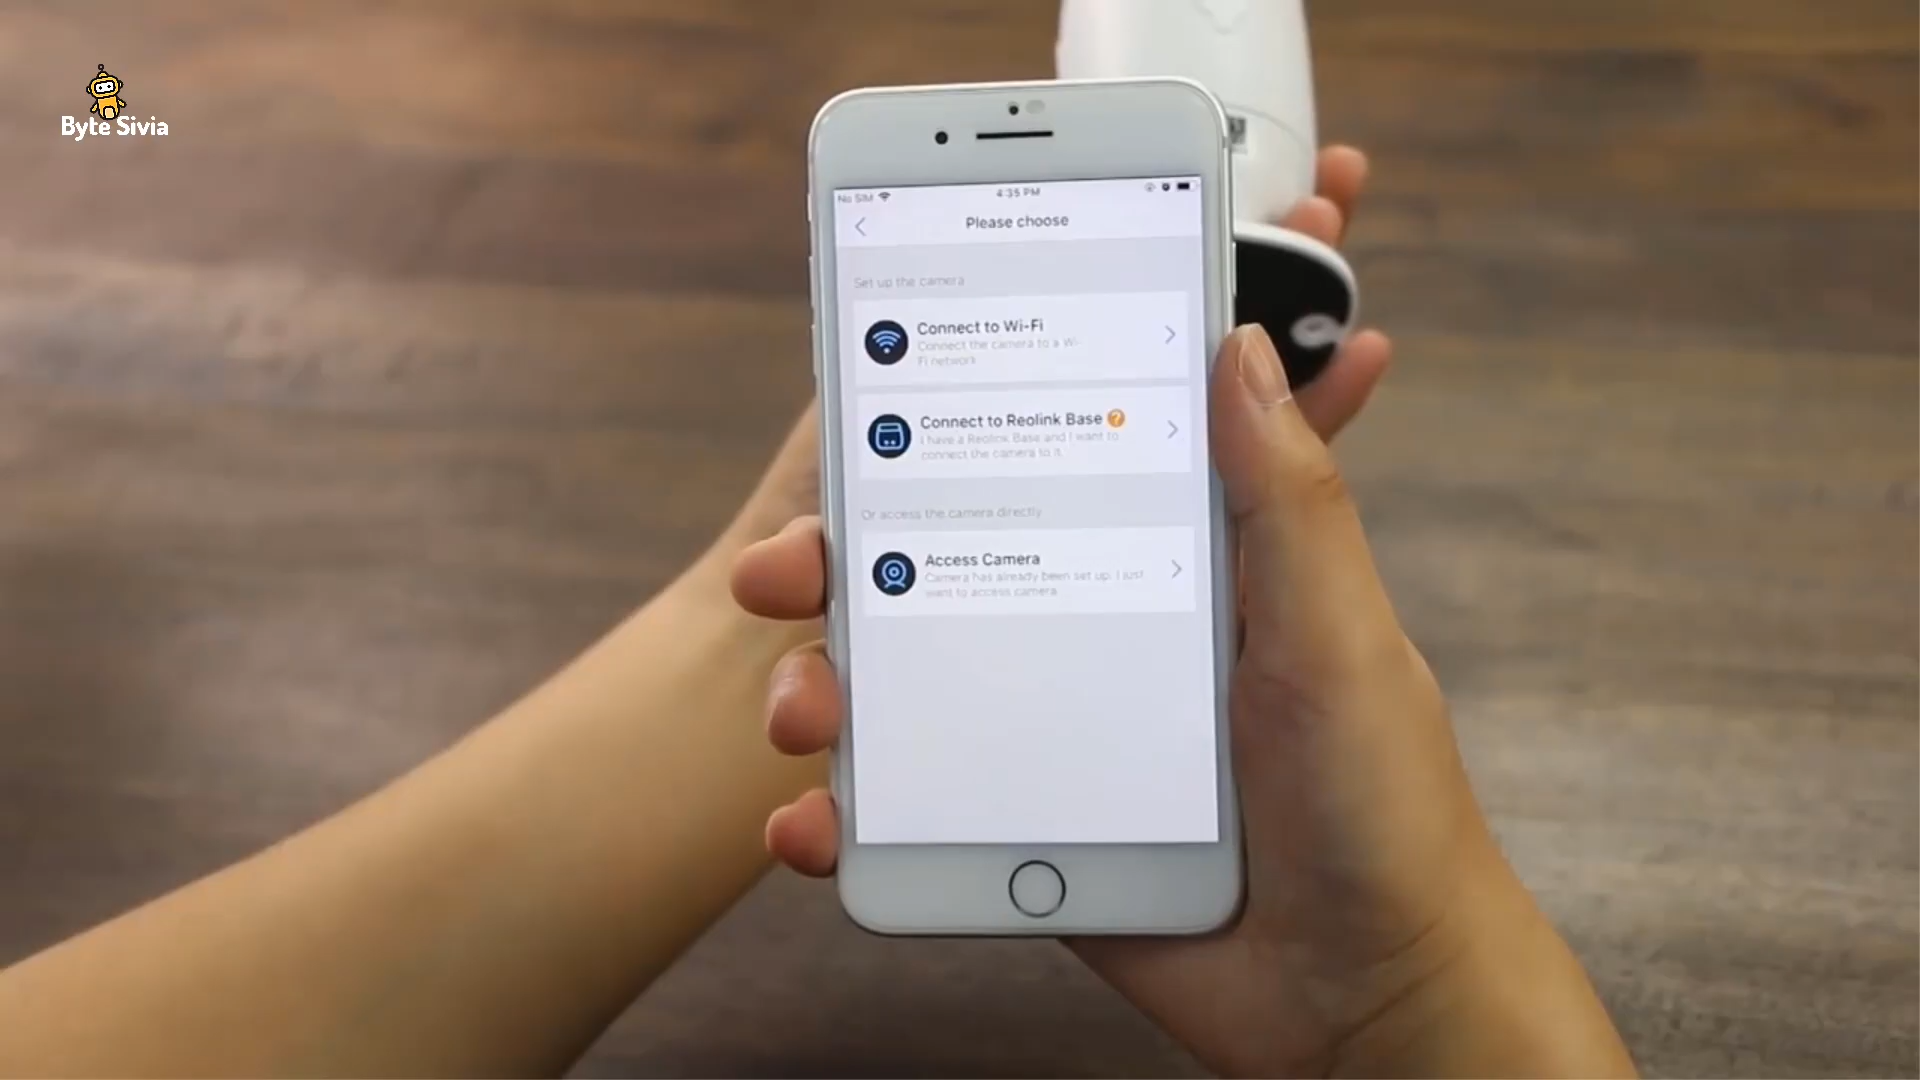 Byte Sivia
No SIM
4:35 PM
Please choose
Set up the camera
Connect to Wi-Fi
Connect the camera to a Wi-
Fi network
Connect to Reolink Base ?
I have a Reolink Base and I want to
connect the camera to it.
Or access the camera directly
Access Camera
Camera has already been set up. I just
want to access camera.